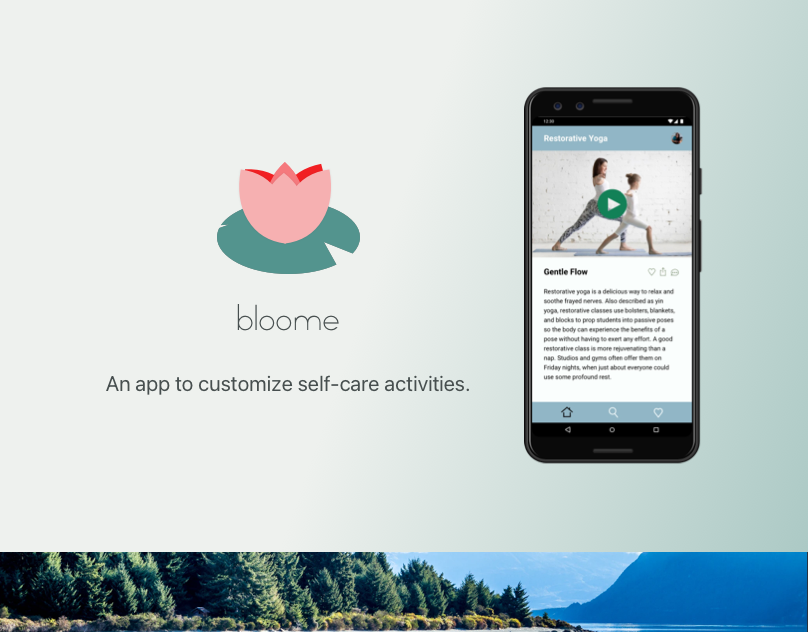 bloome
An app to customize self-care activities.
12:30
Restorative Yoga
Gentle Flow
Restorative yoga is a delicious way to relax and
soothe frayed nerves. Also described as yin
yoga, restorative classes use bolsters, blankets,
and blocks to prop students into passive poses
so the body can experience the benefits of a
pose without having to exert any effort. A good
restorative class is more rejuvenating than a
nap. Studios and gyms often offer them on
Friday nights, when just about everyone could
use some profound rest.